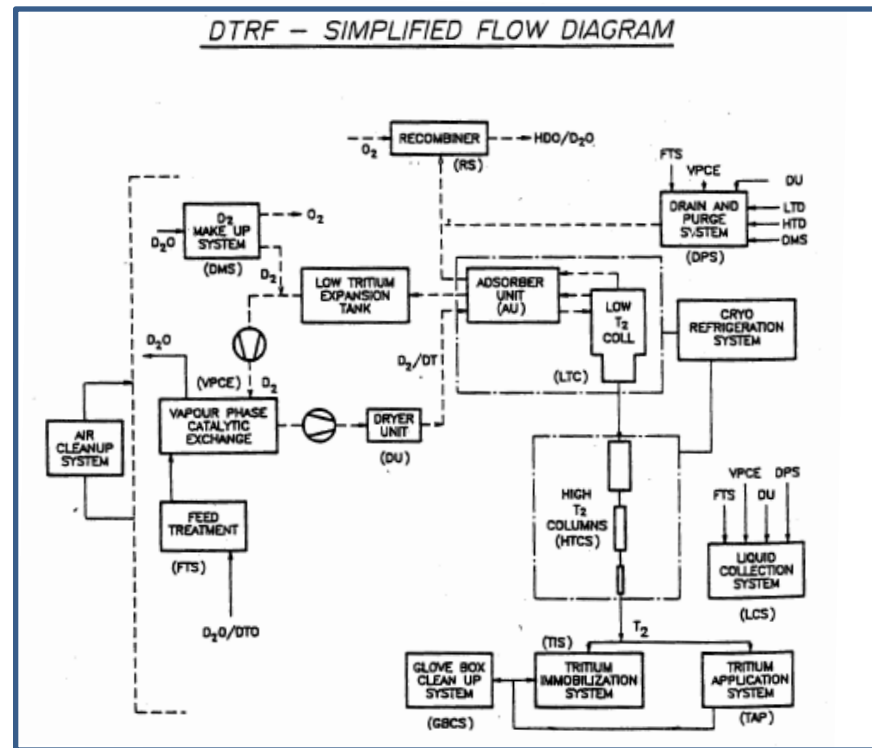 DTRF - SIMPLIFIED FLOW DIAGRAM
O₂
RECOMBINER
(RS)
HDO/D₂O
FTS
VPCE
DU
LTD
HTD
DMS
DRAIN AND
PURGE
SYSTEM
(DPS)
D₂O
D₂
MAKE UP
SYSTEM
(DMS)
O₂
D₂
LOW TRITIUM
EXPANSION
TANK
ADSORBER
UNIT
(AU)
LOW
T₂
COLL
(LTC)
CRYO
REFRIGERATION
SYSTEM
D₂O
(VPCE)
D₂
D₂/DT
VAPOUR PHASE
CATALYTIC
EXCHANGE
DRYER
UNIT
(DU)
AIR
CLEANUP
SYSTEM
FEED
TREATMENT
(FTS)
D₂O/DTO
HIGH
T₂
COLUMNS
(HTCS)
FTS
VPCE
DU
DPS
LIQUID
COLLECTION
SYSTEM
(LCS)
T₂
GLOVE BOX
CLEAN UP
SYSTEM
(GBCS)
(TIS)
TRITIUM
IMMOBILIZATION
SYSTEM
TRITIUM
APPLICATION
SYSTEM
(TAP)